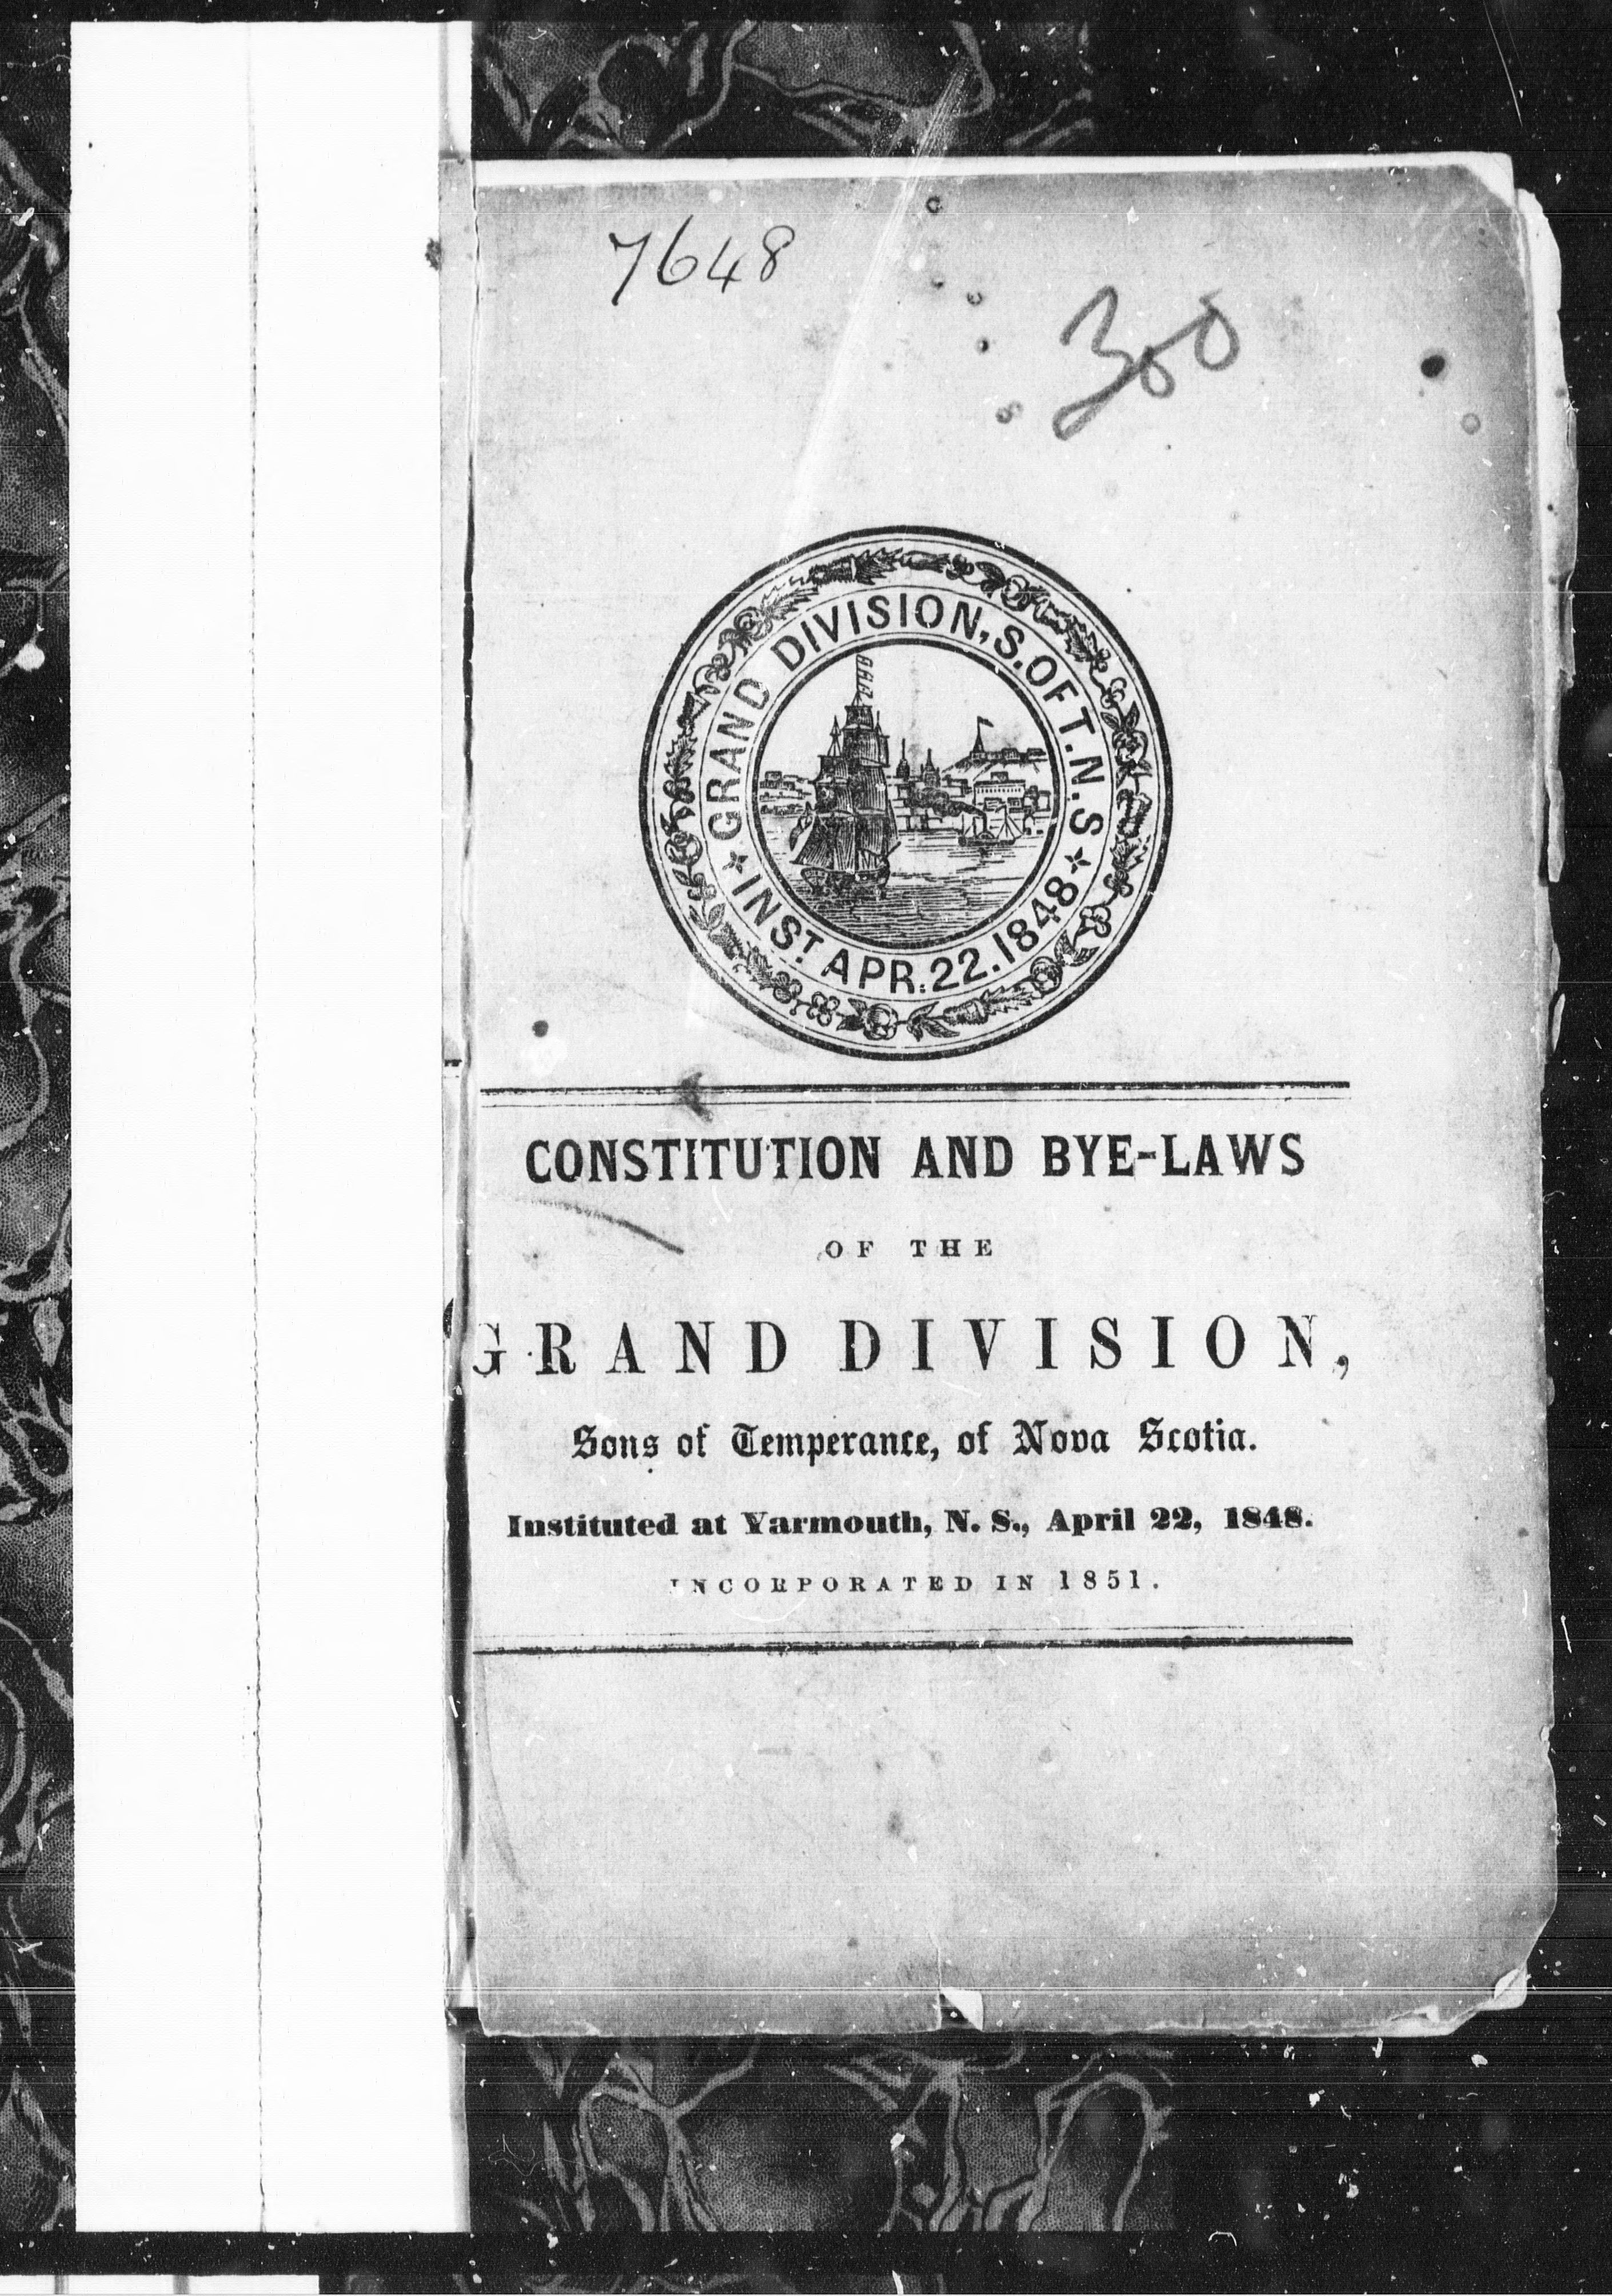 7648
300
GRAND DIVISION, S. OF T. N. S
INST. APR. 22. 1848
CONSTITUTION AND BYE-LAWS
OF THE
GRAND DIVISION,
Sons of Temperance, of Nova Scotia.
Instituted at Yarmouth, N. S., April 22, 1848.
INCORPORATED IN 1851.